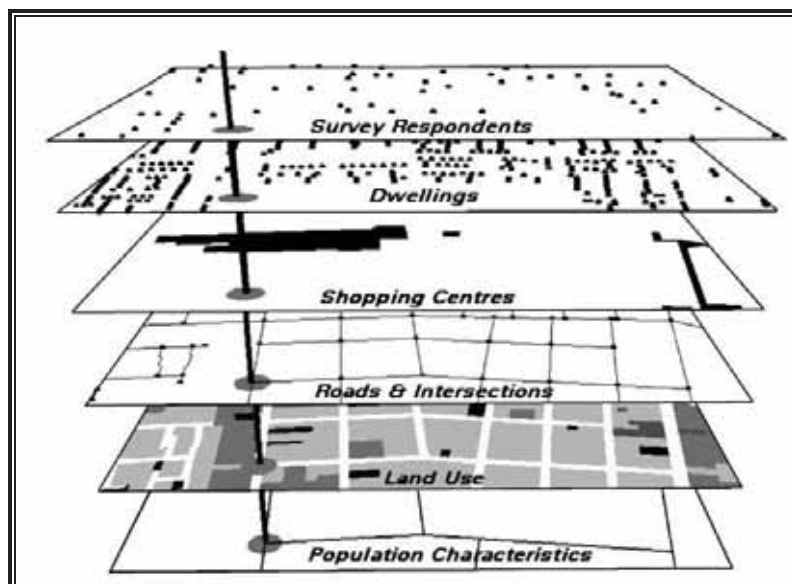 Survey Respondents
Dwellings
Shopping Centres
Roads & Intersections
Land Use
Population Characteristics